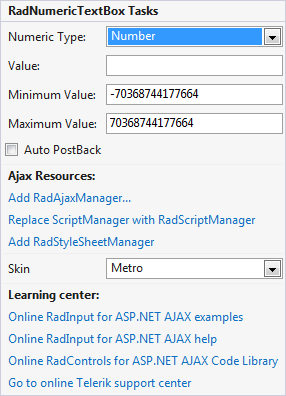 RadNumericTextBox Tasks
Numeric Type: Number
Value:
Minimum Value: -70368744177664
Maximum Value: 70368744177664
Auto PostBack
Ajax Resources:
Add RadAjaxManager...
Replace ScriptManager with RadScriptManager
Add RadStyleSheetManager
Skin Metro
Learning center:
Online RadInput for ASP.NET AJAX examples
Online RadInput for ASP.NET AJAX help
Online RadControls for ASP.NET AJAX Code Library
Go to online Telerik support center